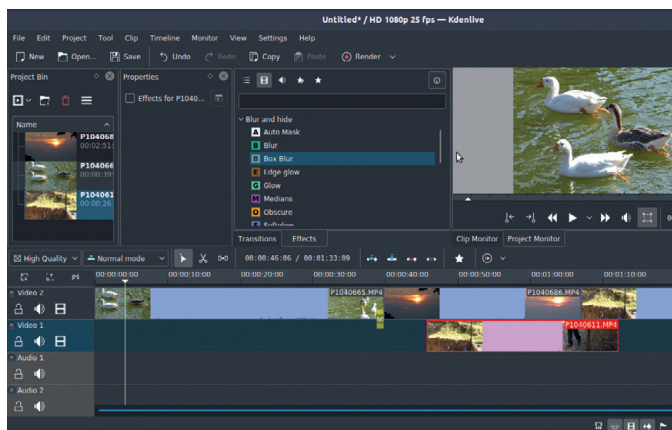 Untitled* / HD 1080p 25 fps — Kdenlive
File Edit Project Tool Clip Timeline Monitor View Settings Help
New Open... Save Undo Redo Copy Paste Render
Project Bin Properties
Effects for P1040...
Name
P104068
00:02:51:
P104066
00:00:39:
P104061
00:00:26:
Blur and hide
A Auto Mask
B Blur
B Box Blur
E Edge glow
G Glow
M Medians
O Obscure
Transitions Effects
Clip Monitor Project Monitor
High Quality Normal mode 00:00:46:06 / 00:01:33:09
00:00:00:00 00:00:10:00 00:00:20:00 00:00:30:00 00:00:40:00 00:00:50:00 00:01:00:00 00:01:10:00
Video 2
P1040665.MP4 P1040686.MP4
Video 1
P1040611.MP4
Audio 1
Audio 2